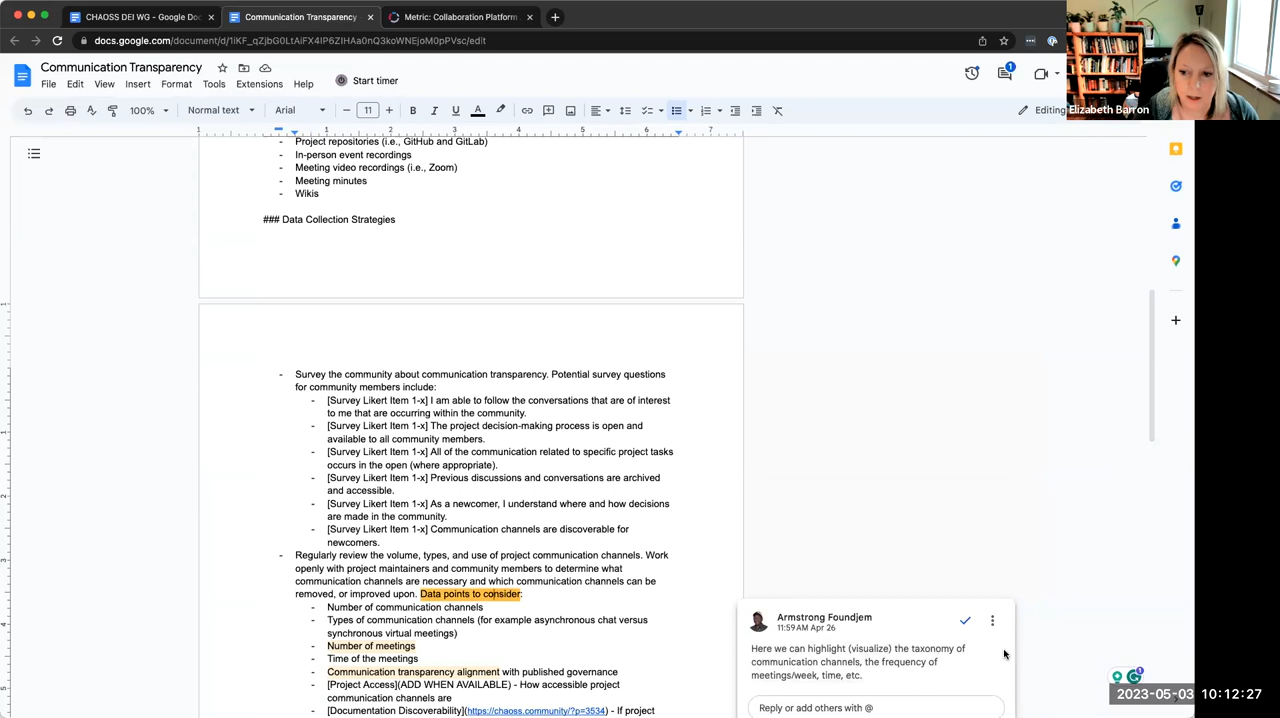 CHAOSS DEI WG - Google Doc
Communication Transparency
Metric: Collaboration Platform
docs.google.com/document/d/1iKF_qZjbG0LtAiFX4IP6ZIHAa0nQ3koWNEjoM0pPVsc/edit
Communication Transparency
File Edit View Insert Format Tools Extensions Help
Start timer
1
100% Normal text Arial 11 Editing
Elizabeth Barron
1 1 2 3 4 5 6 7
- Project repositories (i.e., GitHub and GitLab)
- In-person event recordings
- Meeting video recordings (i.e., Zoom)
- Meeting minutes
- Wikis
### Data Collection Strategies
- Survey the community about communication transparency. Potential survey questions
for community members include:
- [Survey Likert Item 1-x] I am able to follow the conversations that are of interest
to me that are occurring within the community.
- [Survey Likert Item 1-x] The project decision-making process is open and
available to all community members.
- [Survey Likert Item 1-x] All of the communication related to specific project tasks
occurs in the open (where appropriate).
- [Survey Likert Item 1-x] Previous discussions and conversations are archived
and accessible.
- [Survey Likert Item 1-x] As a newcomer, I understand where and how decisions
are made in the community.
- [Survey Likert Item 1-x] Communication channels are discoverable for
newcomers.
- Regularly review the volume, types, and use of project communication channels. Work
openly with project maintainers and community members to determine what
communication channels are necessary and which communication channels can be
removed, or improved upon. Data points to consider:
- Number of communication channels
- Types of communication channels (for example asynchronous chat versus
synchronous virtual meetings)
- Number of meetings
- Time of the meetings
- Communication transparency alignment with published governance
- [Project Access](ADD WHEN AVAILABLE) - How accessible project
communication channels are
- [Documentation Discoverability](https://chaoss.community/?p=3534) - If project
Armstrong Foundjem
11:59 AM Apr 26
Here we can highlight (visualize) the taxonomy of
communication channels, the frequency of
meetings/week, time, etc.
Reply or add others with @
1
2023-05-03 10:12:27